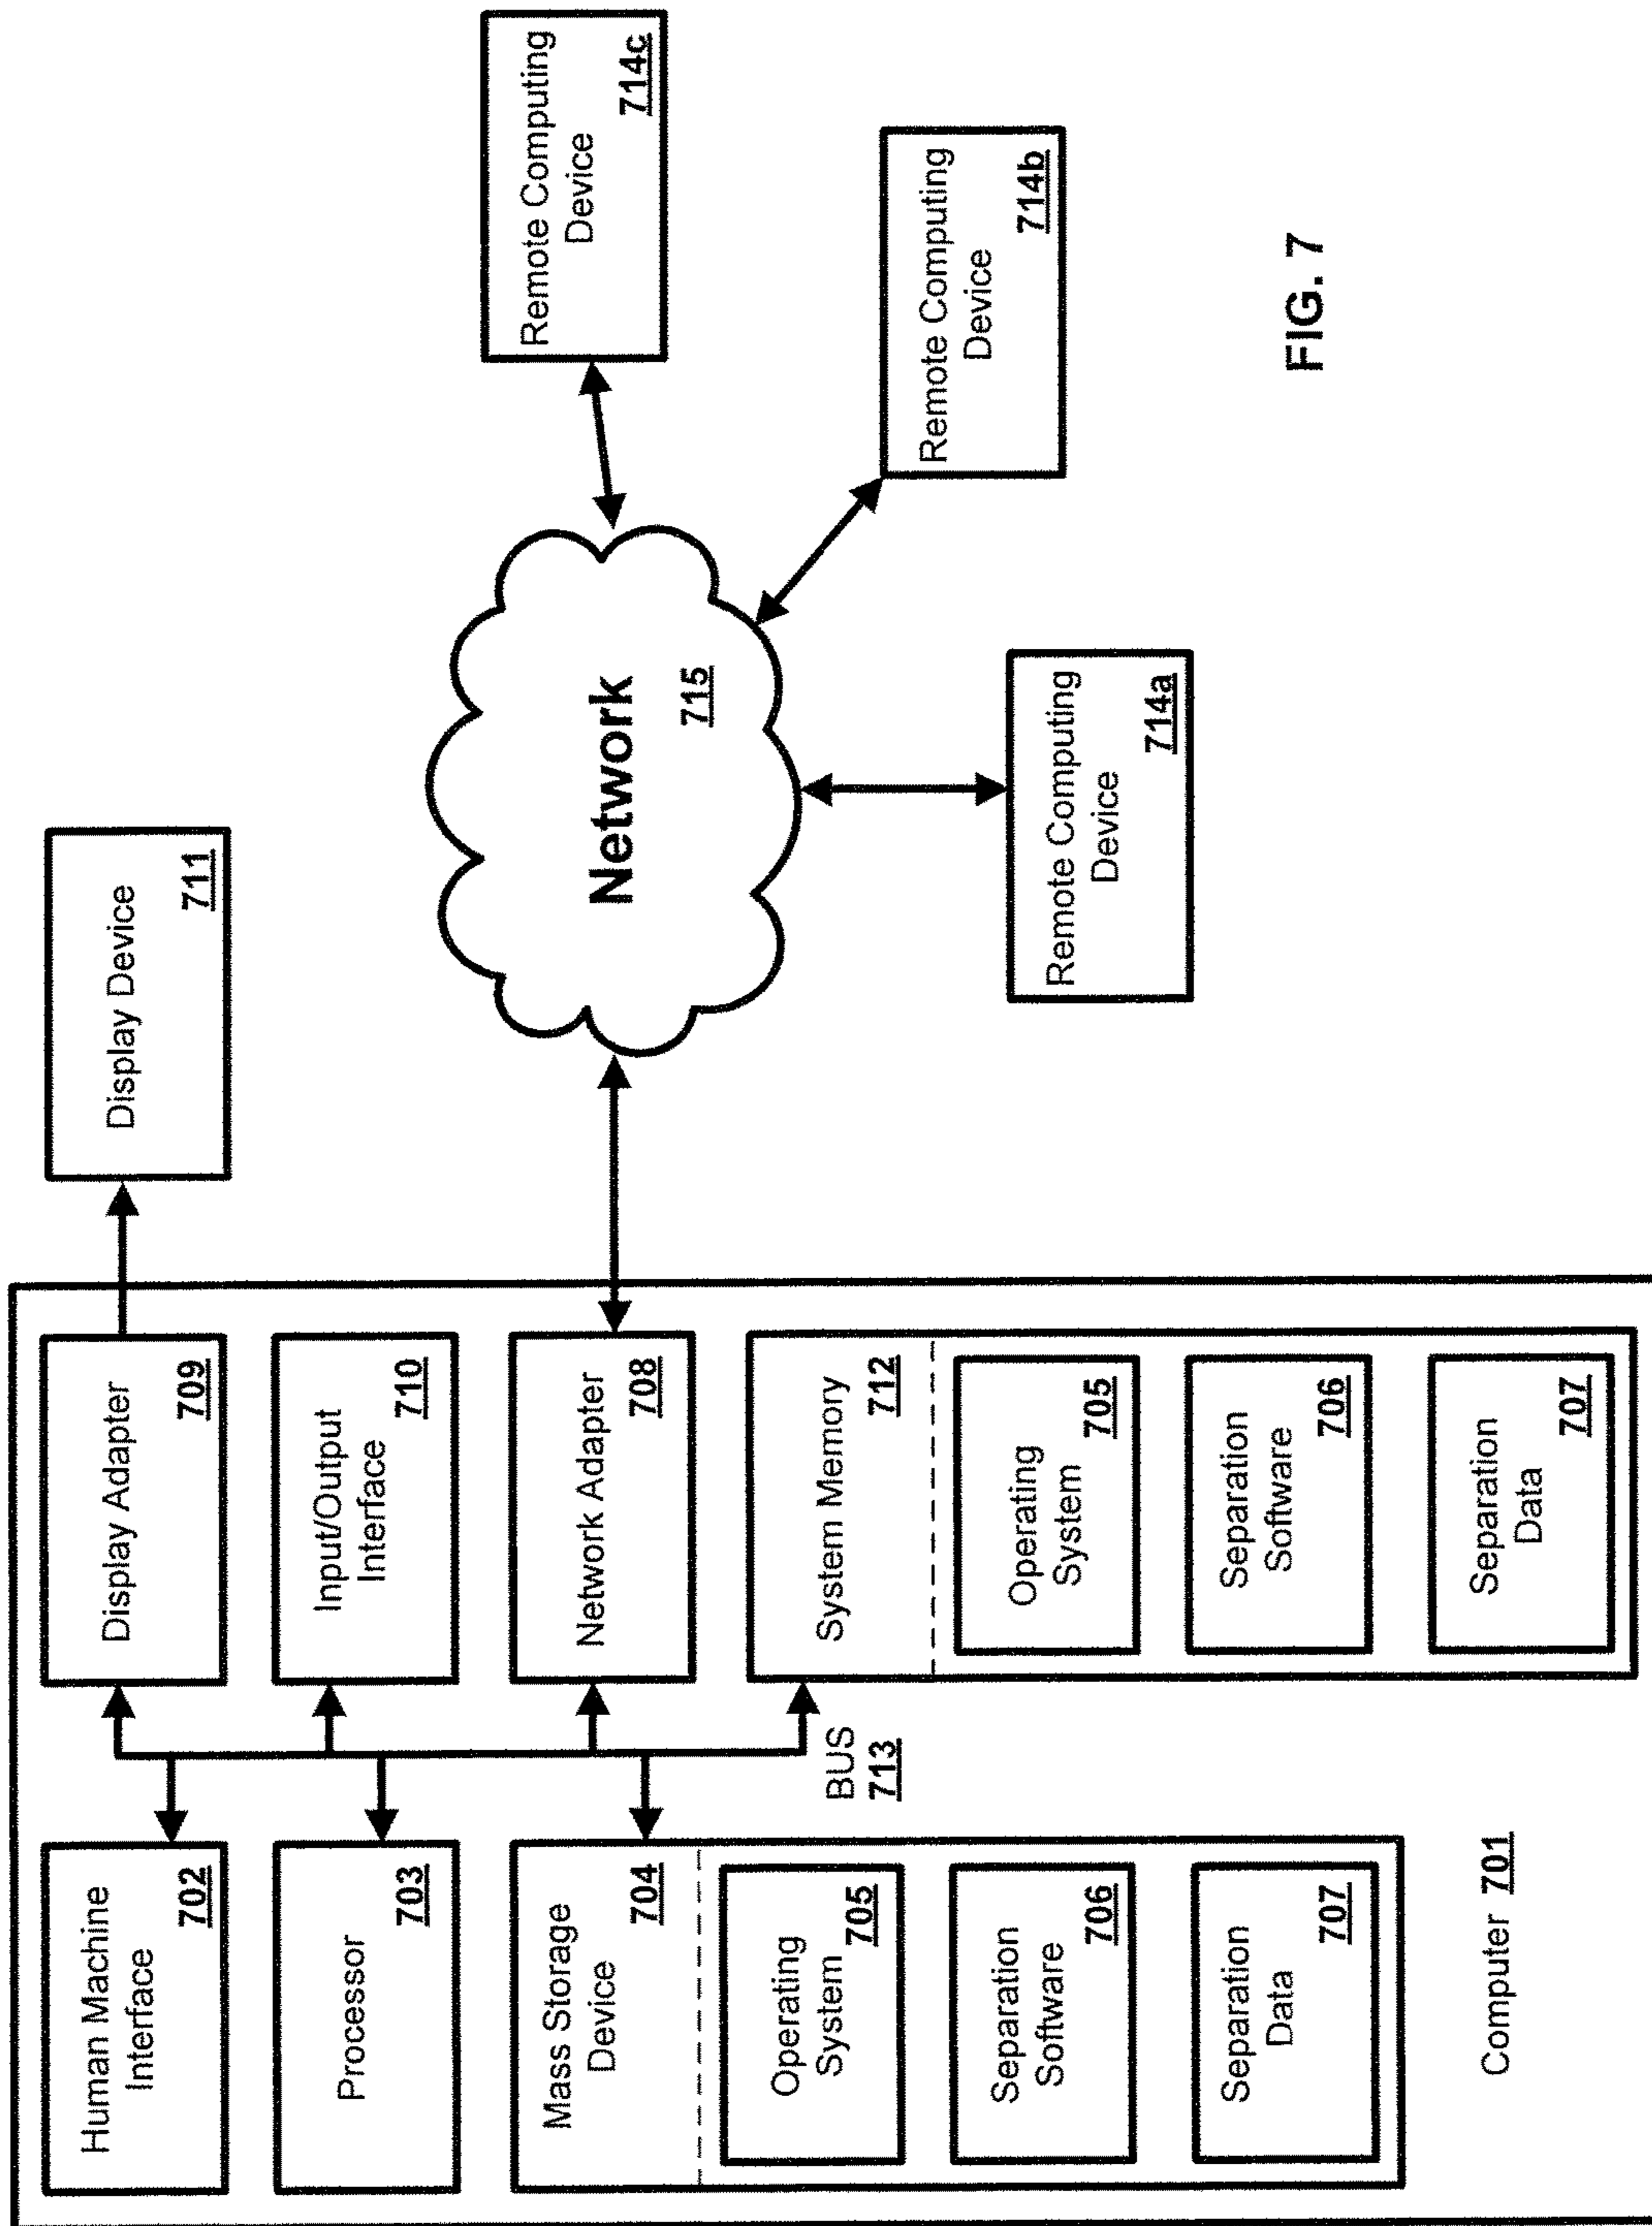 Human Machine
Interface
702
Processor
703
Mass Storage
Device
704
Operating
System
705
Separation
Software
706
Separation
Data
707
Computer 701
BUS
713
Display Adapter
709
Input/Output
Interface
710
Network Adapter
708
System Memory
712
Operating
System
705
Separation
Software
706
Separation
Data
707
Display Device
711
Network
715
Remote Computing
Device
714a
Remote Computing
Device
714b
Remote Computing
Device
714c
FIG. 7